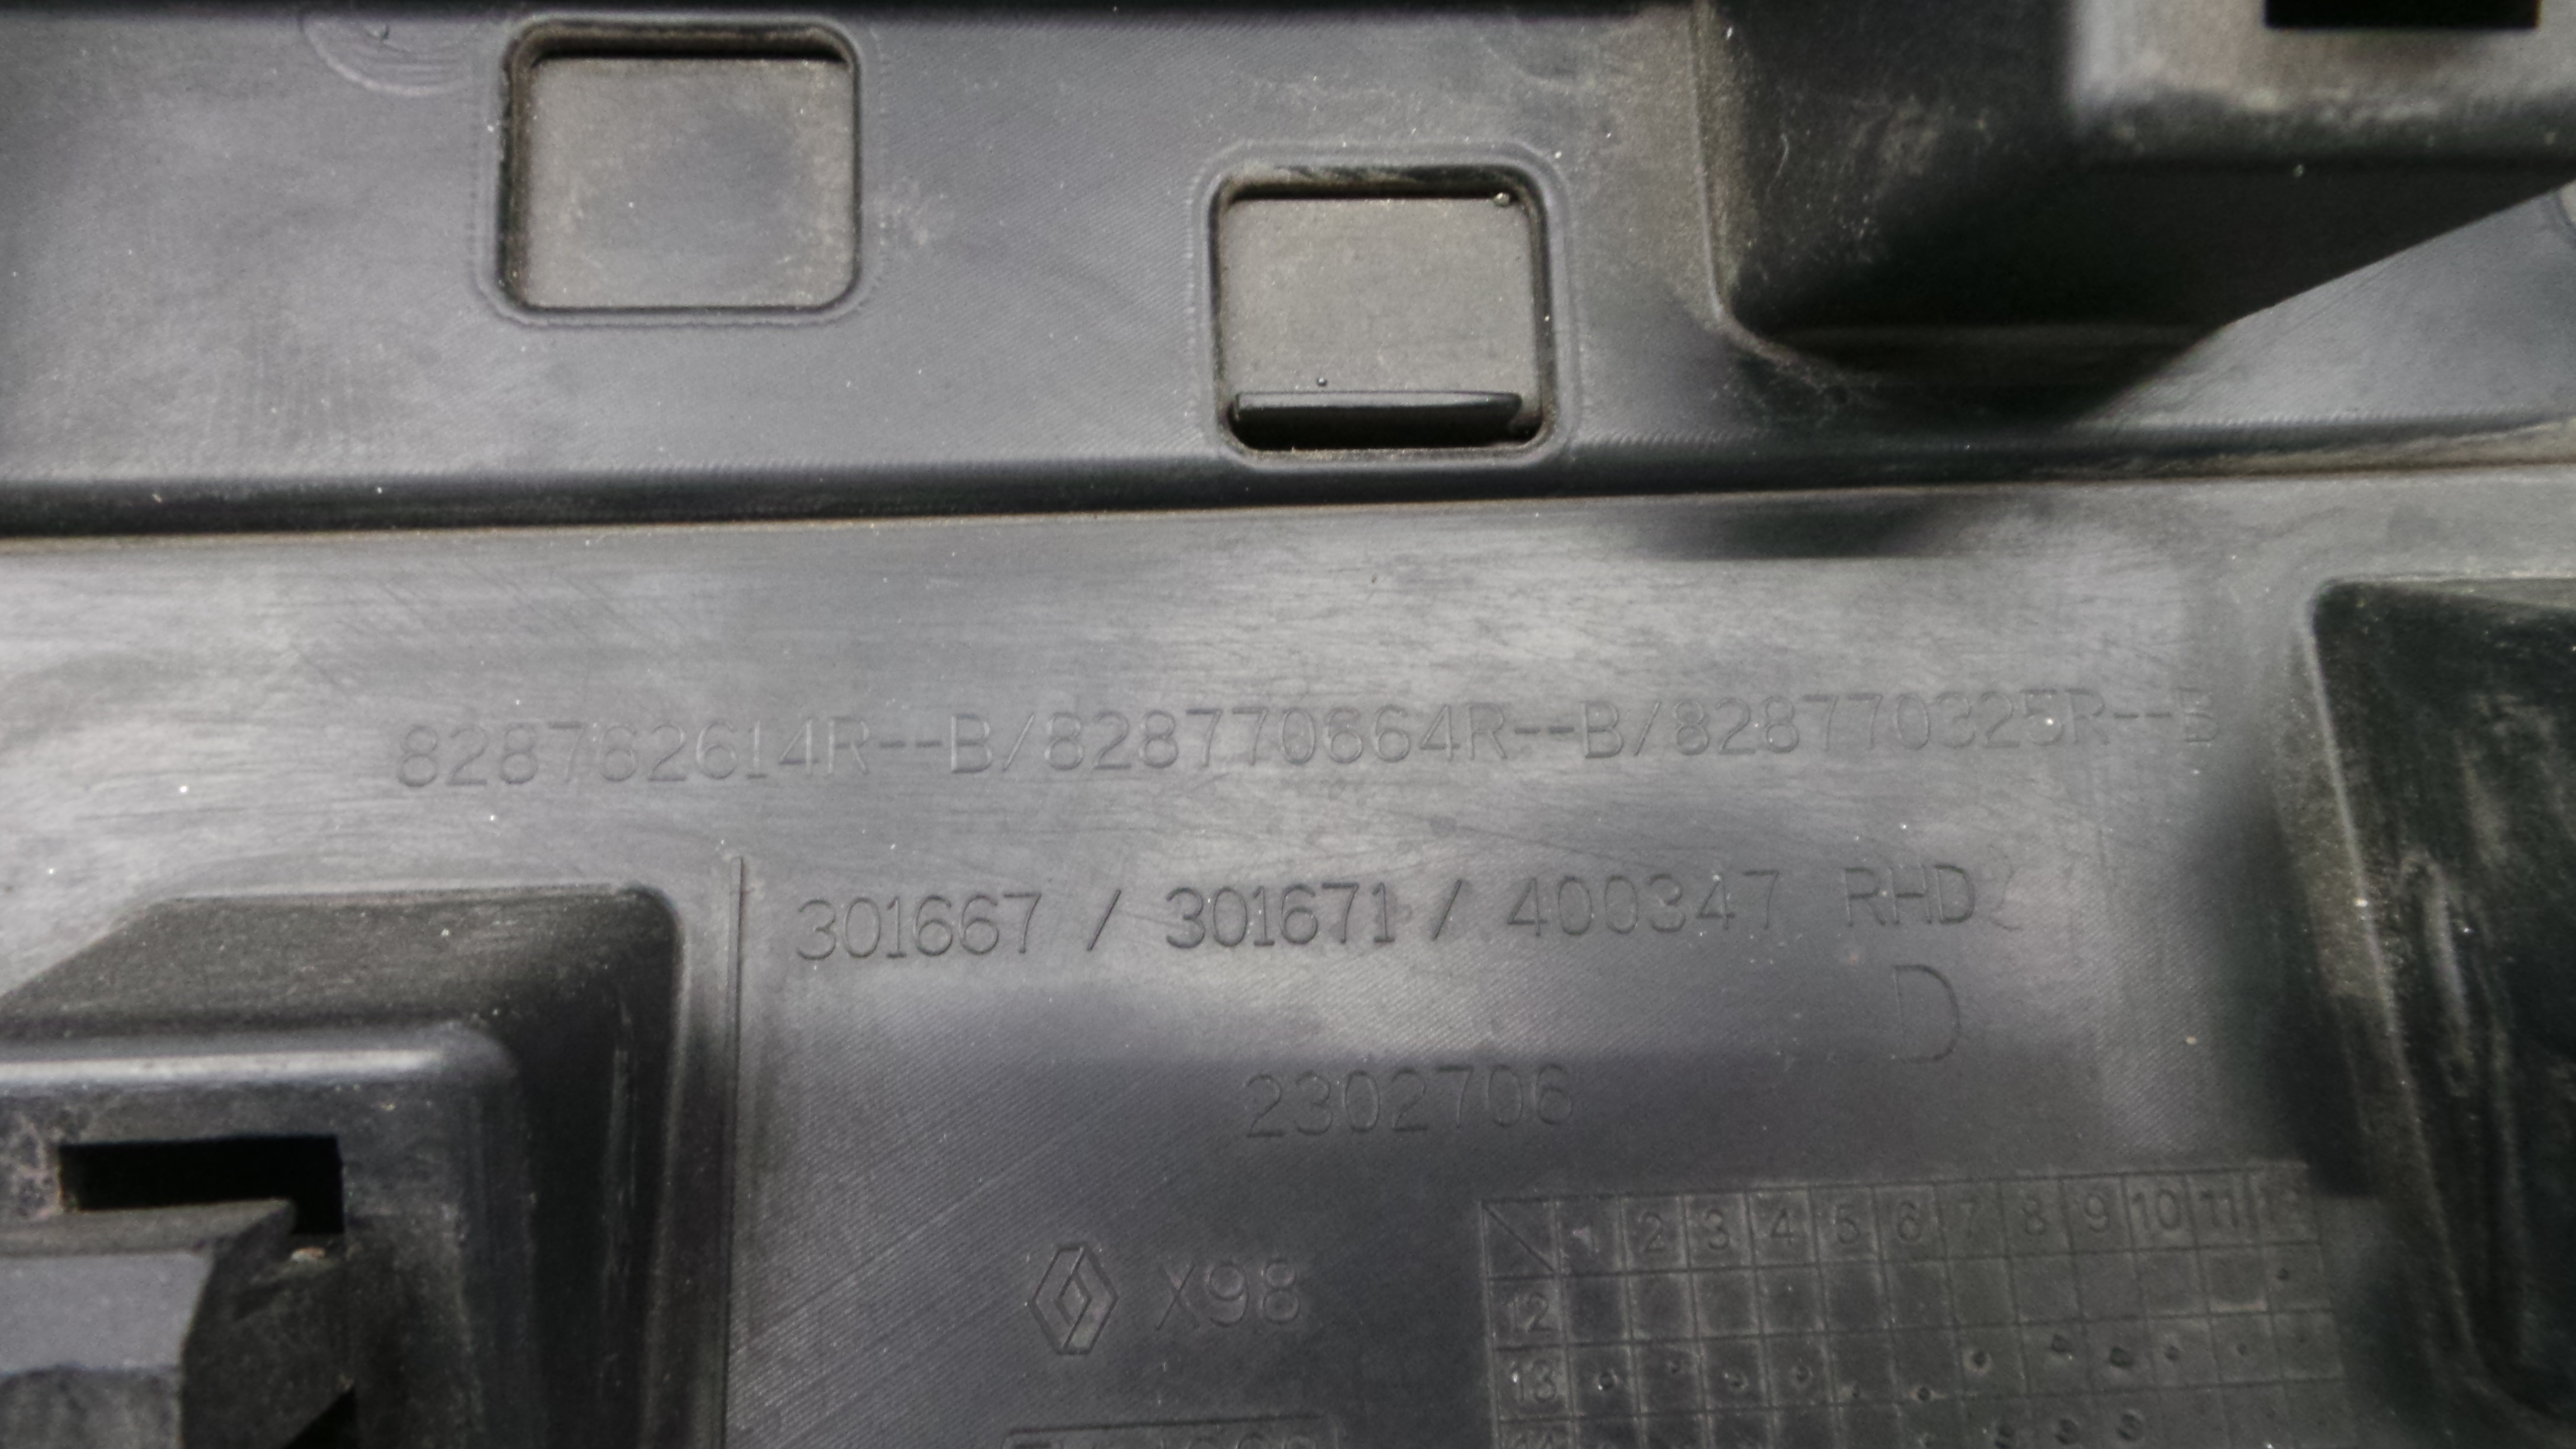 828762614R--B/828770664R--B/828770325R--B
301667 / 301671 / 400347 RHD
D
2302706
X98
1 2 3 4 5 6 7 8 9 10 11
12
13